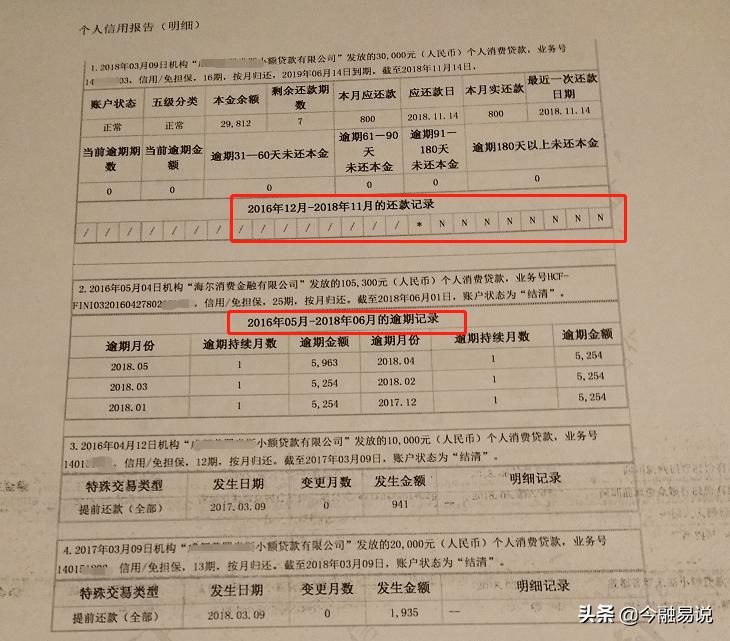 个人信用报告（明细）
1. 2018年03月09日机构“小额贷款有限公司”发放的30,000元（人民币）个人消费贷款，业务号
1403，信用/免担保，16期，按月归还，2019年06月14日到期。截至2018年11月14日，
账户状态 五级分类 本金余额 剩余还款期数 本月应还款 应还款日 本月实还款 最近一次还款日期
正常 正常 29,812 7 800 2018.11.14 800 2018.11.14
当前逾期期数 当前逾期金额 逾期31—60天未还本金 逾期61—90天未还本金 逾期91—180天未还本金 逾期180天以上未还本金
0 0 0 0 0 0
2016年12月-2018年11月的还款记录
/ / / / / / / / / / / / / / / * N N N N N N N N
2. 2016年05月04日机构“海尔消费金融有限公司”发放的105,300元（人民币）个人消费贷款，业务号HCF-
FINI0320160427802，信用/免担保，25期，按月归还。截至2018年06月01日，账户状态为“结清”。
2016年05月-2018年06月的逾期记录
逾期月份 逾期持续月数 逾期金额 逾期月份 逾期持续月数 逾期金额
2018.05 1 5,963 2018.04 1 5,254
2018.03 1 5,254 2018.02 1 5,254
2018.01 1 5,254 2017.12 1 5,254
3. 2016年04月12日机构“小额贷款有限公司”发放的10,000元（人民币）个人消费贷款，业务号
1401，信用/免担保，12期，按月归还。截至2017年03月09日，账户状态为“结清”。
特殊交易类型 发生日期 变更月数 发生金额 明细记录
提前还款（全部） 2017.03.09 0 941 —
4. 2017年03月09日机构“小额贷款有限公司”发放的20,000元（人民币）个人消费贷款，业务号
14015，信用/免担保，13期，按月归还。截至2018年03月09日，账户状态为“结清”。
特殊交易类型 发生日期 变更月数 发生金额 明细记录
提前还款（全部） 2018.03.09 0 1,935 —
头条 @今融易说